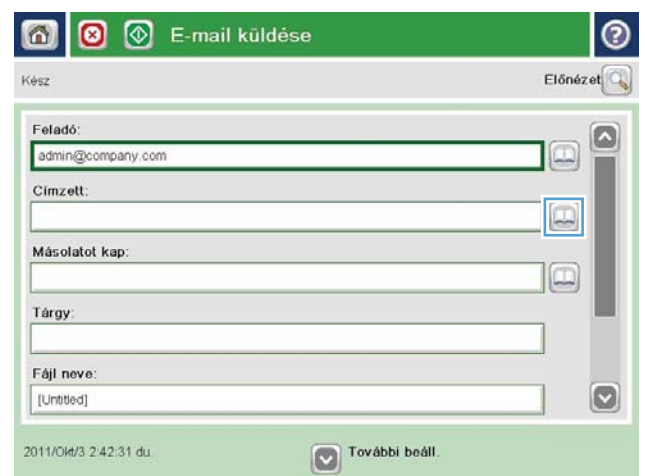 E-mail küldése
Kész
Előnézet
Feladó:
admin@company.com
Címzett:
Másolatot kap:
Tárgy:
Fájl neve:
[Untitled]
2011/Okt/3 2:42:31 du.
További beáll.